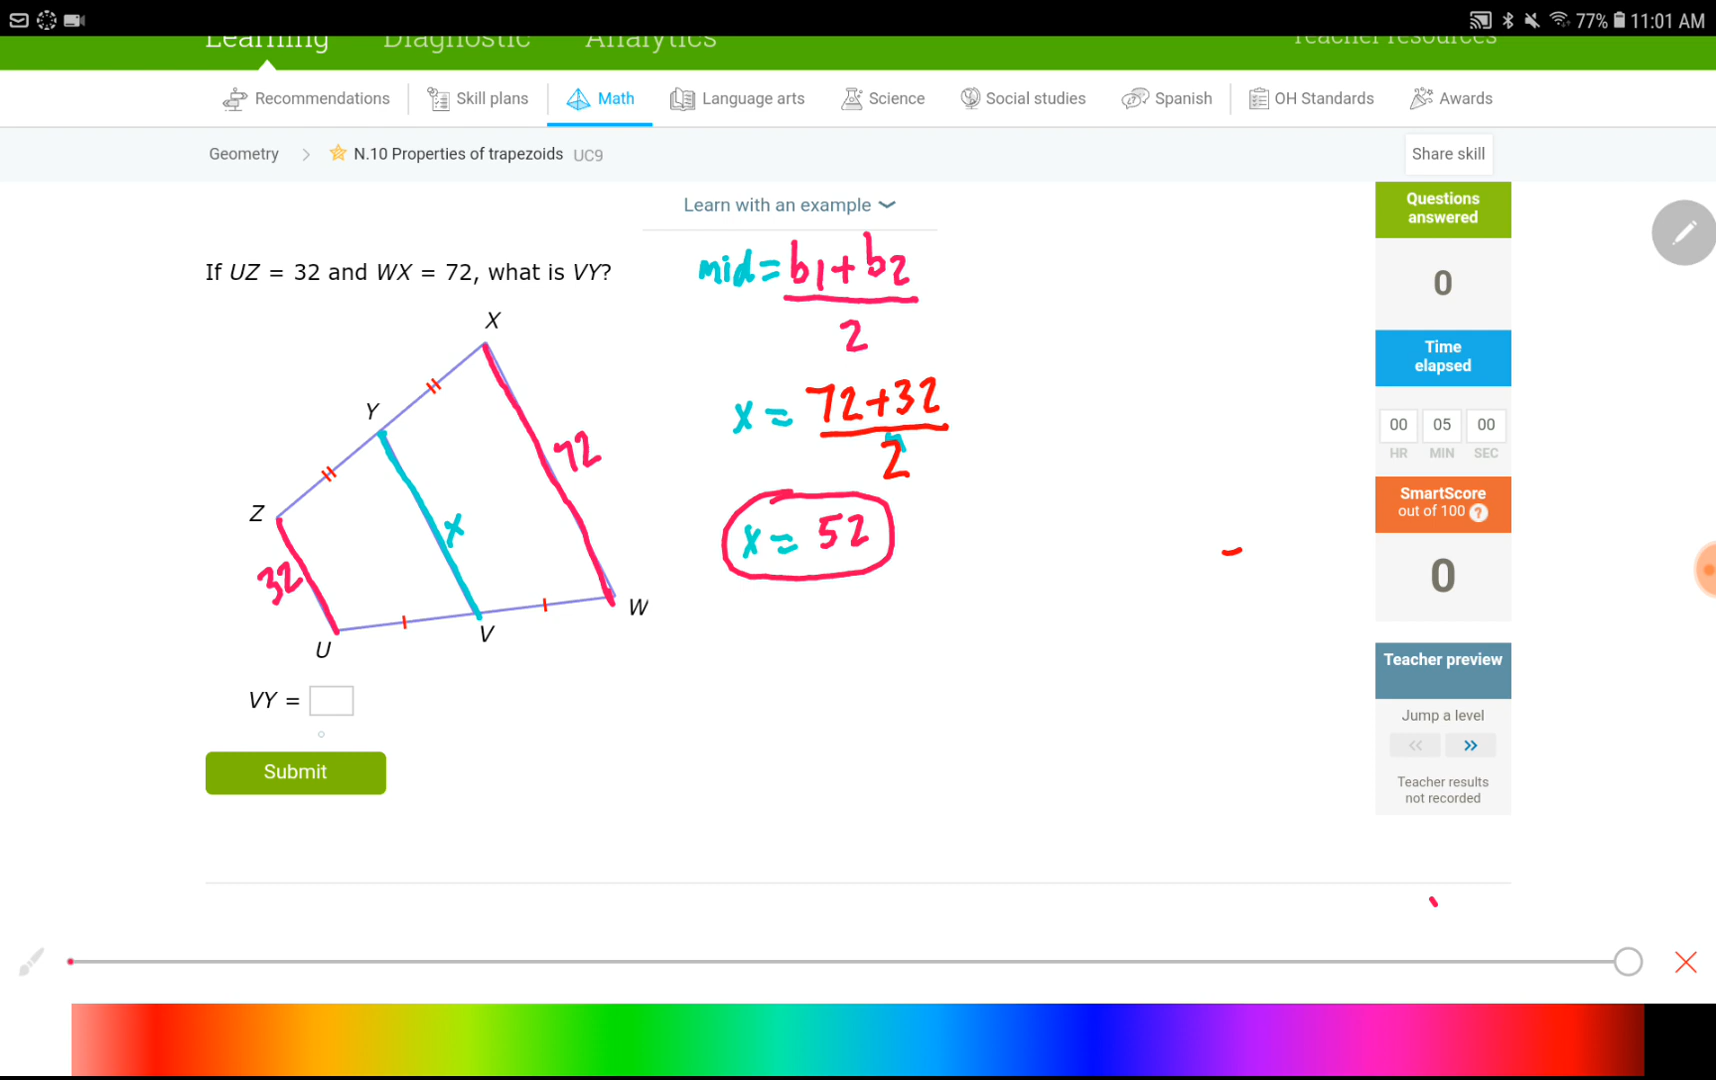 77% 11:01 AM
Learning Diagnostic Analytics Teacher resources
Recommendations Skill plans Math Language arts Science Social studies Spanish OH Standards Awards
Geometry > N.10 Properties of trapezoids UC9
Share skill
Learn with an example
If UZ = 32 and WX = 72, what is VY?
X
Y
Z
U
V
W
32
x
72
VY =
Submit
mid = b1 + b2
2
x = 72+32
2
x = 52
Questions
answered
0
Time
elapsed
00 05 00
HR MIN SEC
SmartScore
out of 100 ?
0
Teacher preview
Jump a level
Teacher results
not recorded